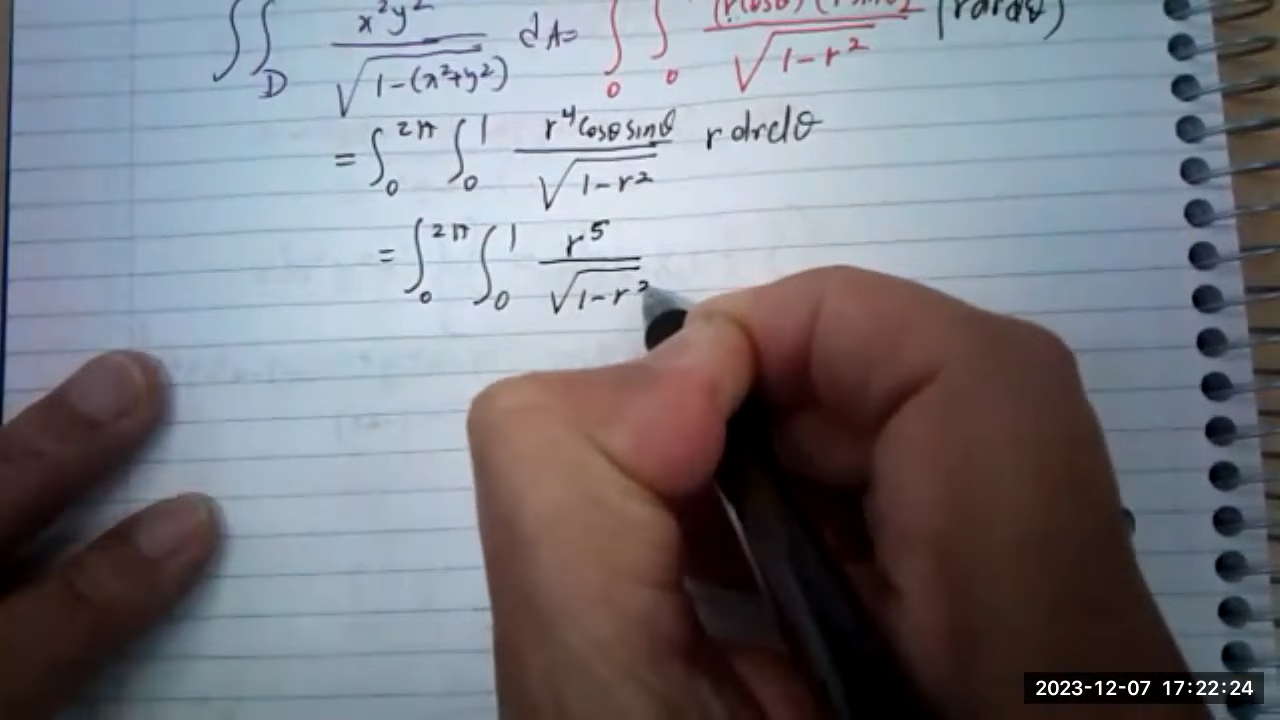 ∫∫_D x²y² / √(1-(x²+y²)) dA = ∫_0 ∫_0 (r cosθ) / √(1-r²) (r dr dθ)
= ∫_0^2π ∫_0^1 r⁴cosθsinθ / √(1-r²) r dr dθ
= ∫_0^2π ∫_0^1 r⁵ / √(1-r²)
2023-12-07 17:22:24